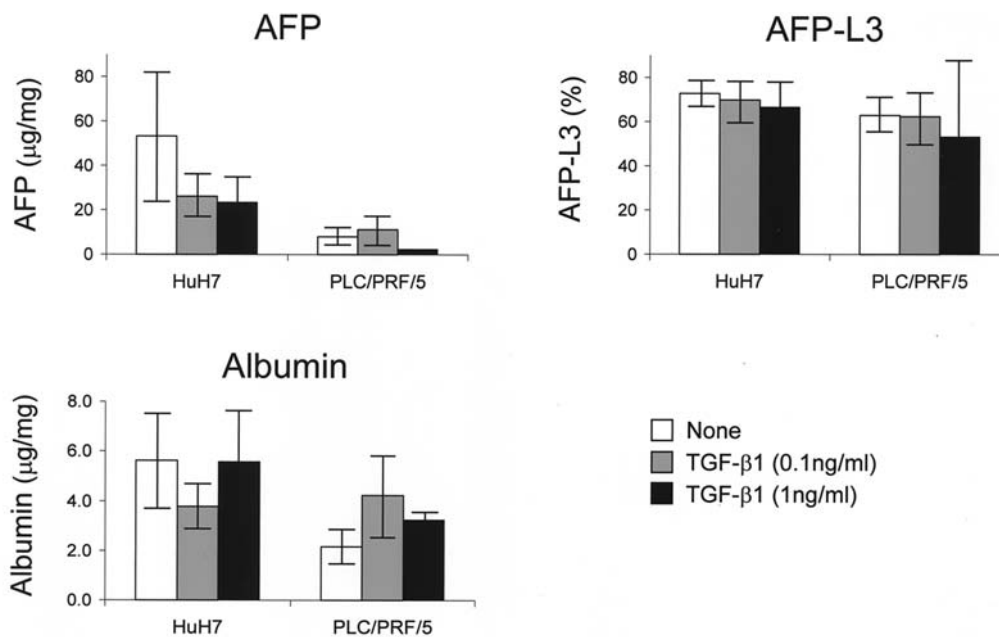 AFP
AFP (μg/mg)
80
60
40
20
0
HuH7
PLC/PRF/5
AFP-L3
AFP-L3 (%)
80
60
40
20
0
HuH7
PLC/PRF/5
Albumin
Albumin (μg/mg)
8.0
6.0
4.0
2.0
0.0
HuH7
PLC/PRF/5
None
TGF-β1 (0.1ng/ml)
TGF-β1 (1ng/ml)